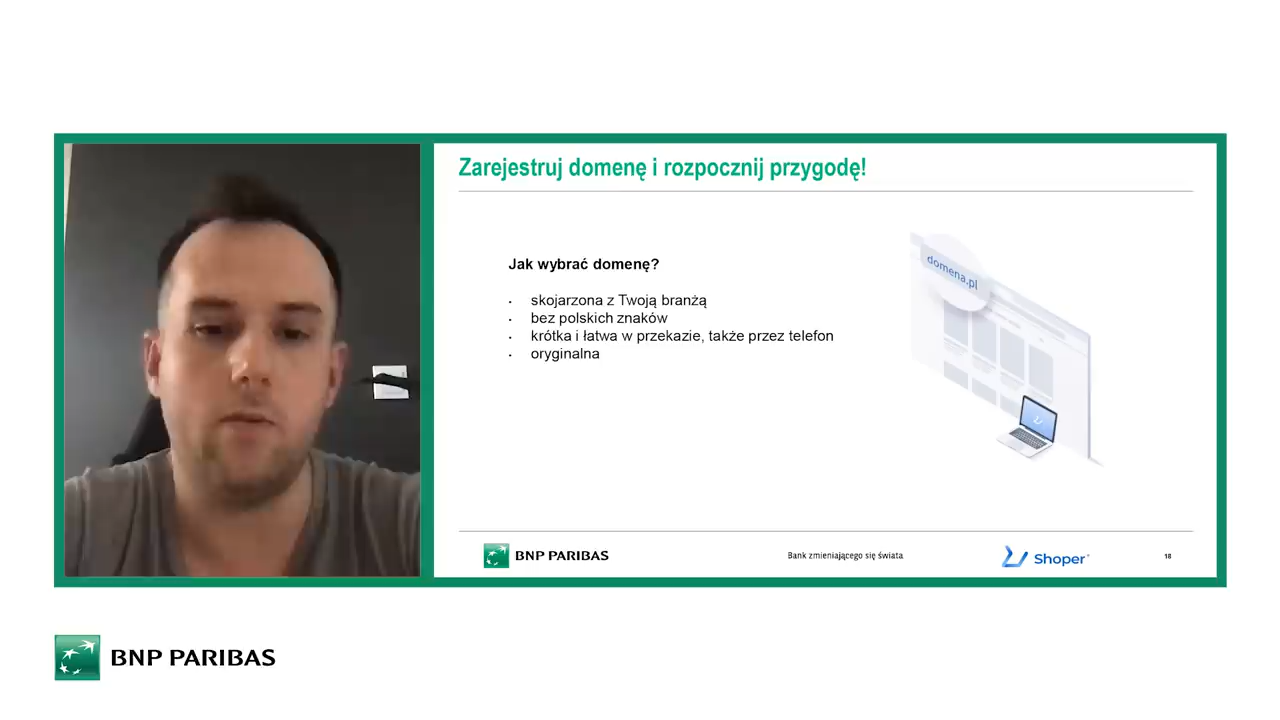 Zarejestruj domenę i rozpocznij przygodę!
Jak wybrać domenę?
• skojarzona z Twoją branżą
• bez polskich znaków
• krótka i łatwa w przekazie, także przez telefon
• oryginalna
domena.pl
BNP PARIBAS
Bank zmieniającego się świata
Shoper
18
BNP PARIBAS